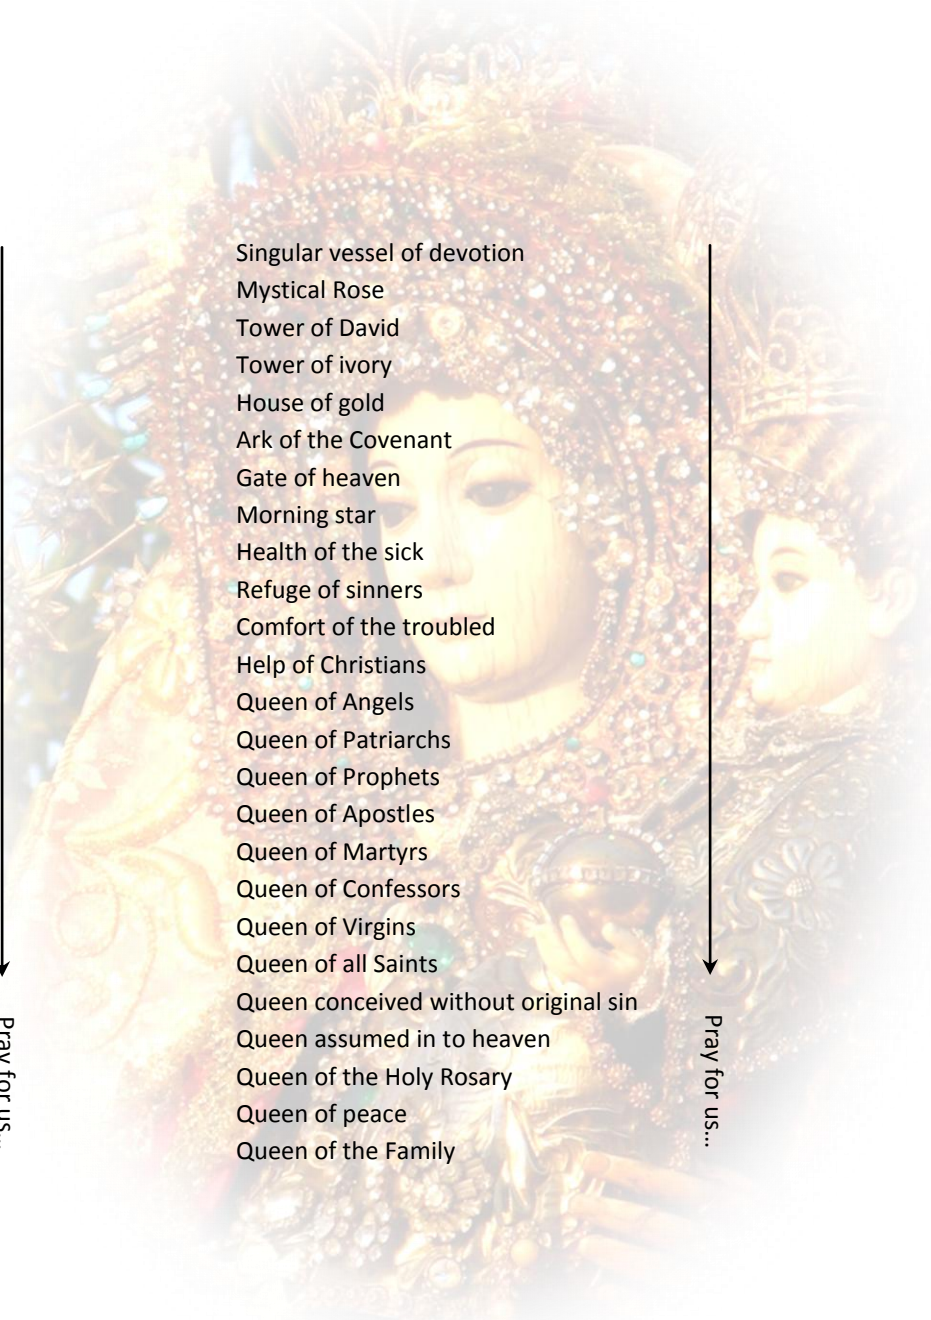 Singular vessel of devotion
Mystical Rose
Tower of David
Tower of ivory
House of gold
Ark of the Covenant
Gate of heaven
Morning star
Health of the sick
Refuge of sinners
Comfort of the troubled
Help of Christians
Queen of Angels
Queen of Patriarchs
Queen of Prophets
Queen of Apostles
Queen of Martyrs
Queen of Confessors
Queen of Virgins
Queen of all Saints
Queen conceived without original sin
Queen assumed in to heaven
Queen of the Holy Rosary
Queen of peace
Queen of the Family
Pray for us...
Pray for us...